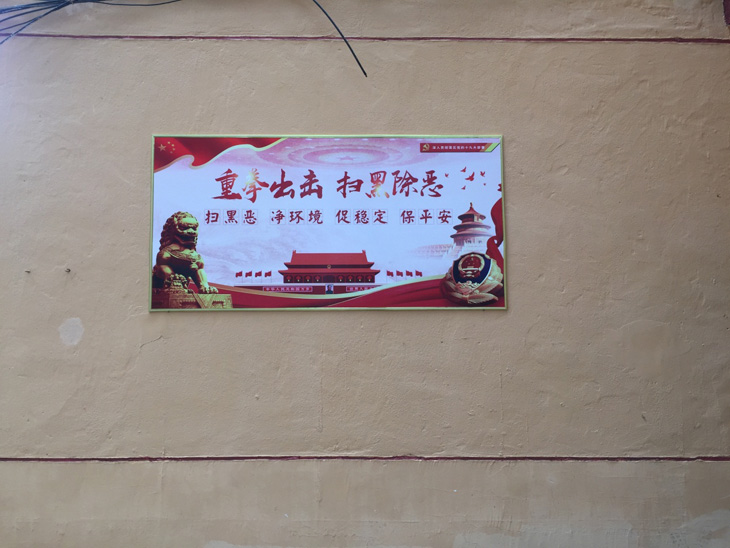 重拳出击 扫黑除恶
扫黑恶 净环境 促稳定 保平安